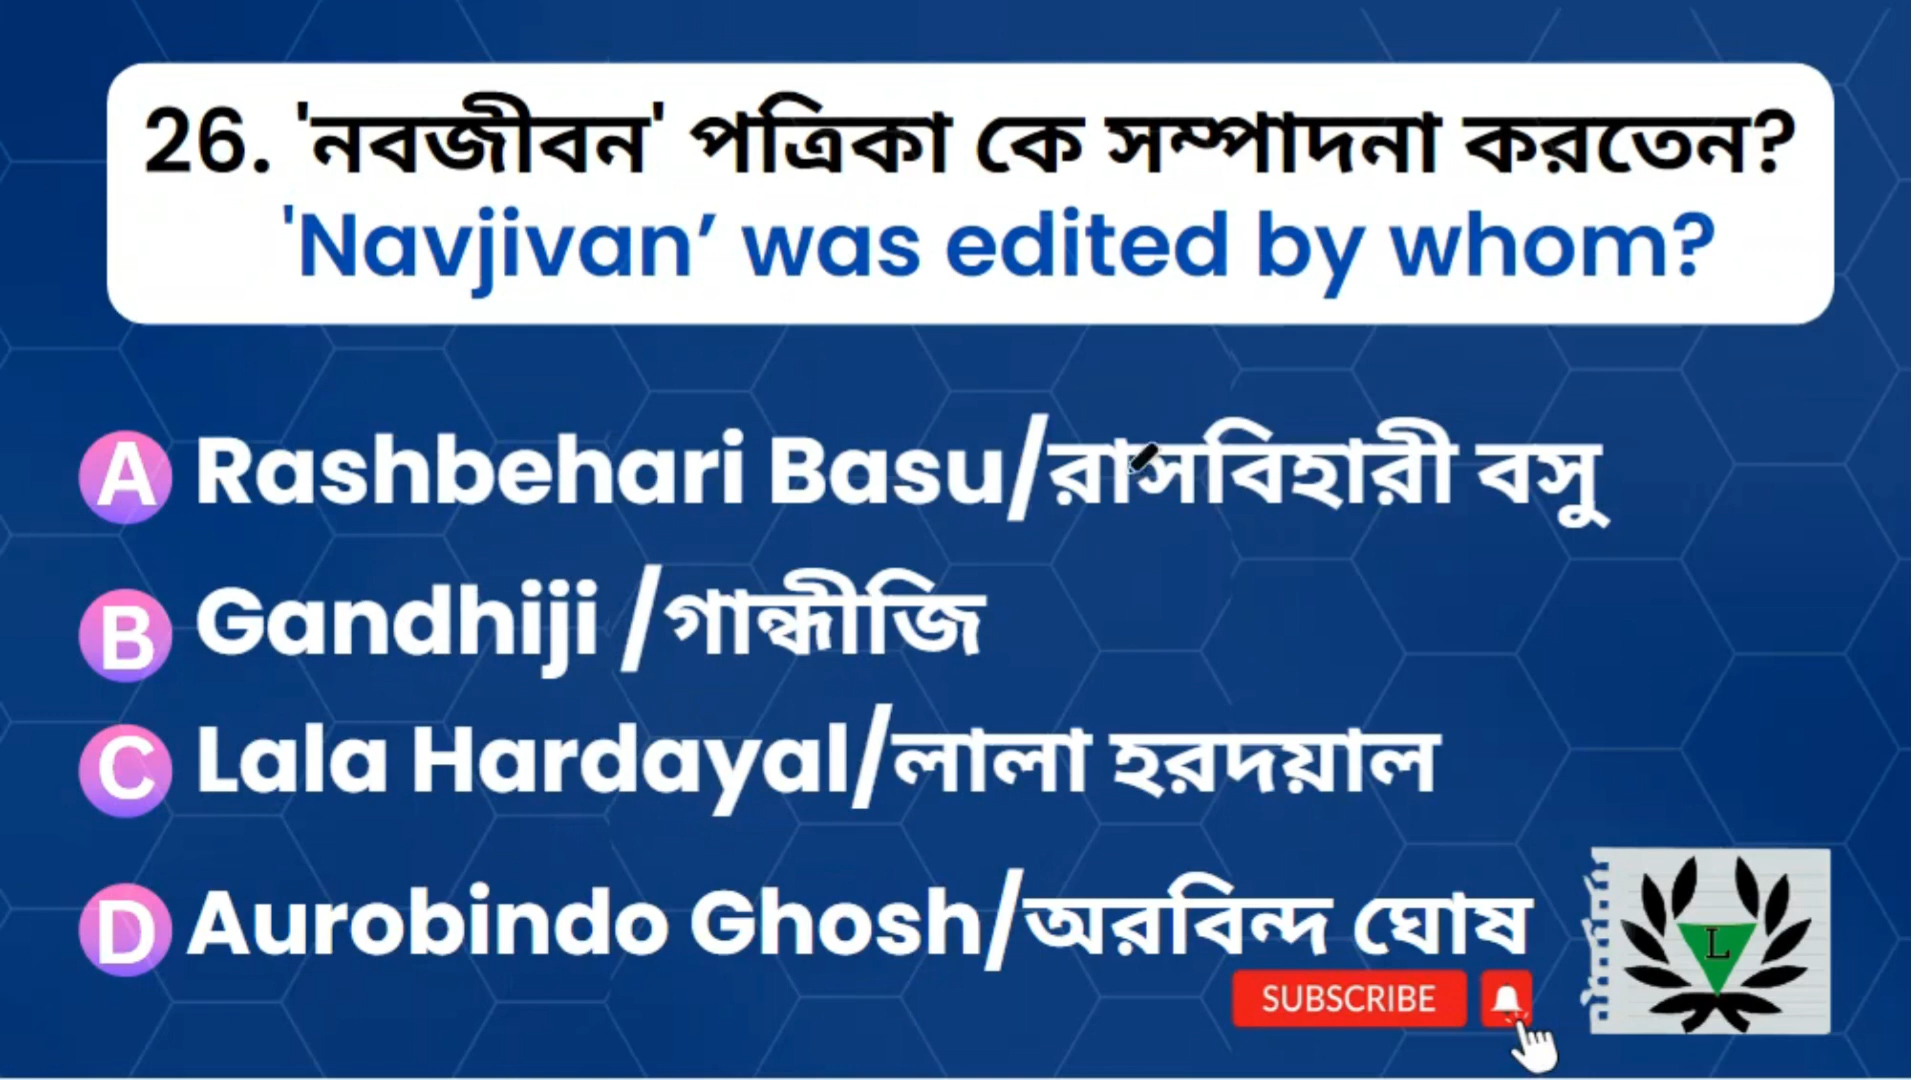 26. 'নবজীবন' পত্রিকা কে সম্পাদনা করতেন?
'Navjivan’ was edited by whom?
A Rashbehari Basu/রাসবিহারী বসু
B Gandhiji /গান্ধীজি
C Lala Hardayal/লালা হরদয়াল
D Aurobindo Ghosh/অরবিন্দ ঘোষ
SUBSCRIBE
L